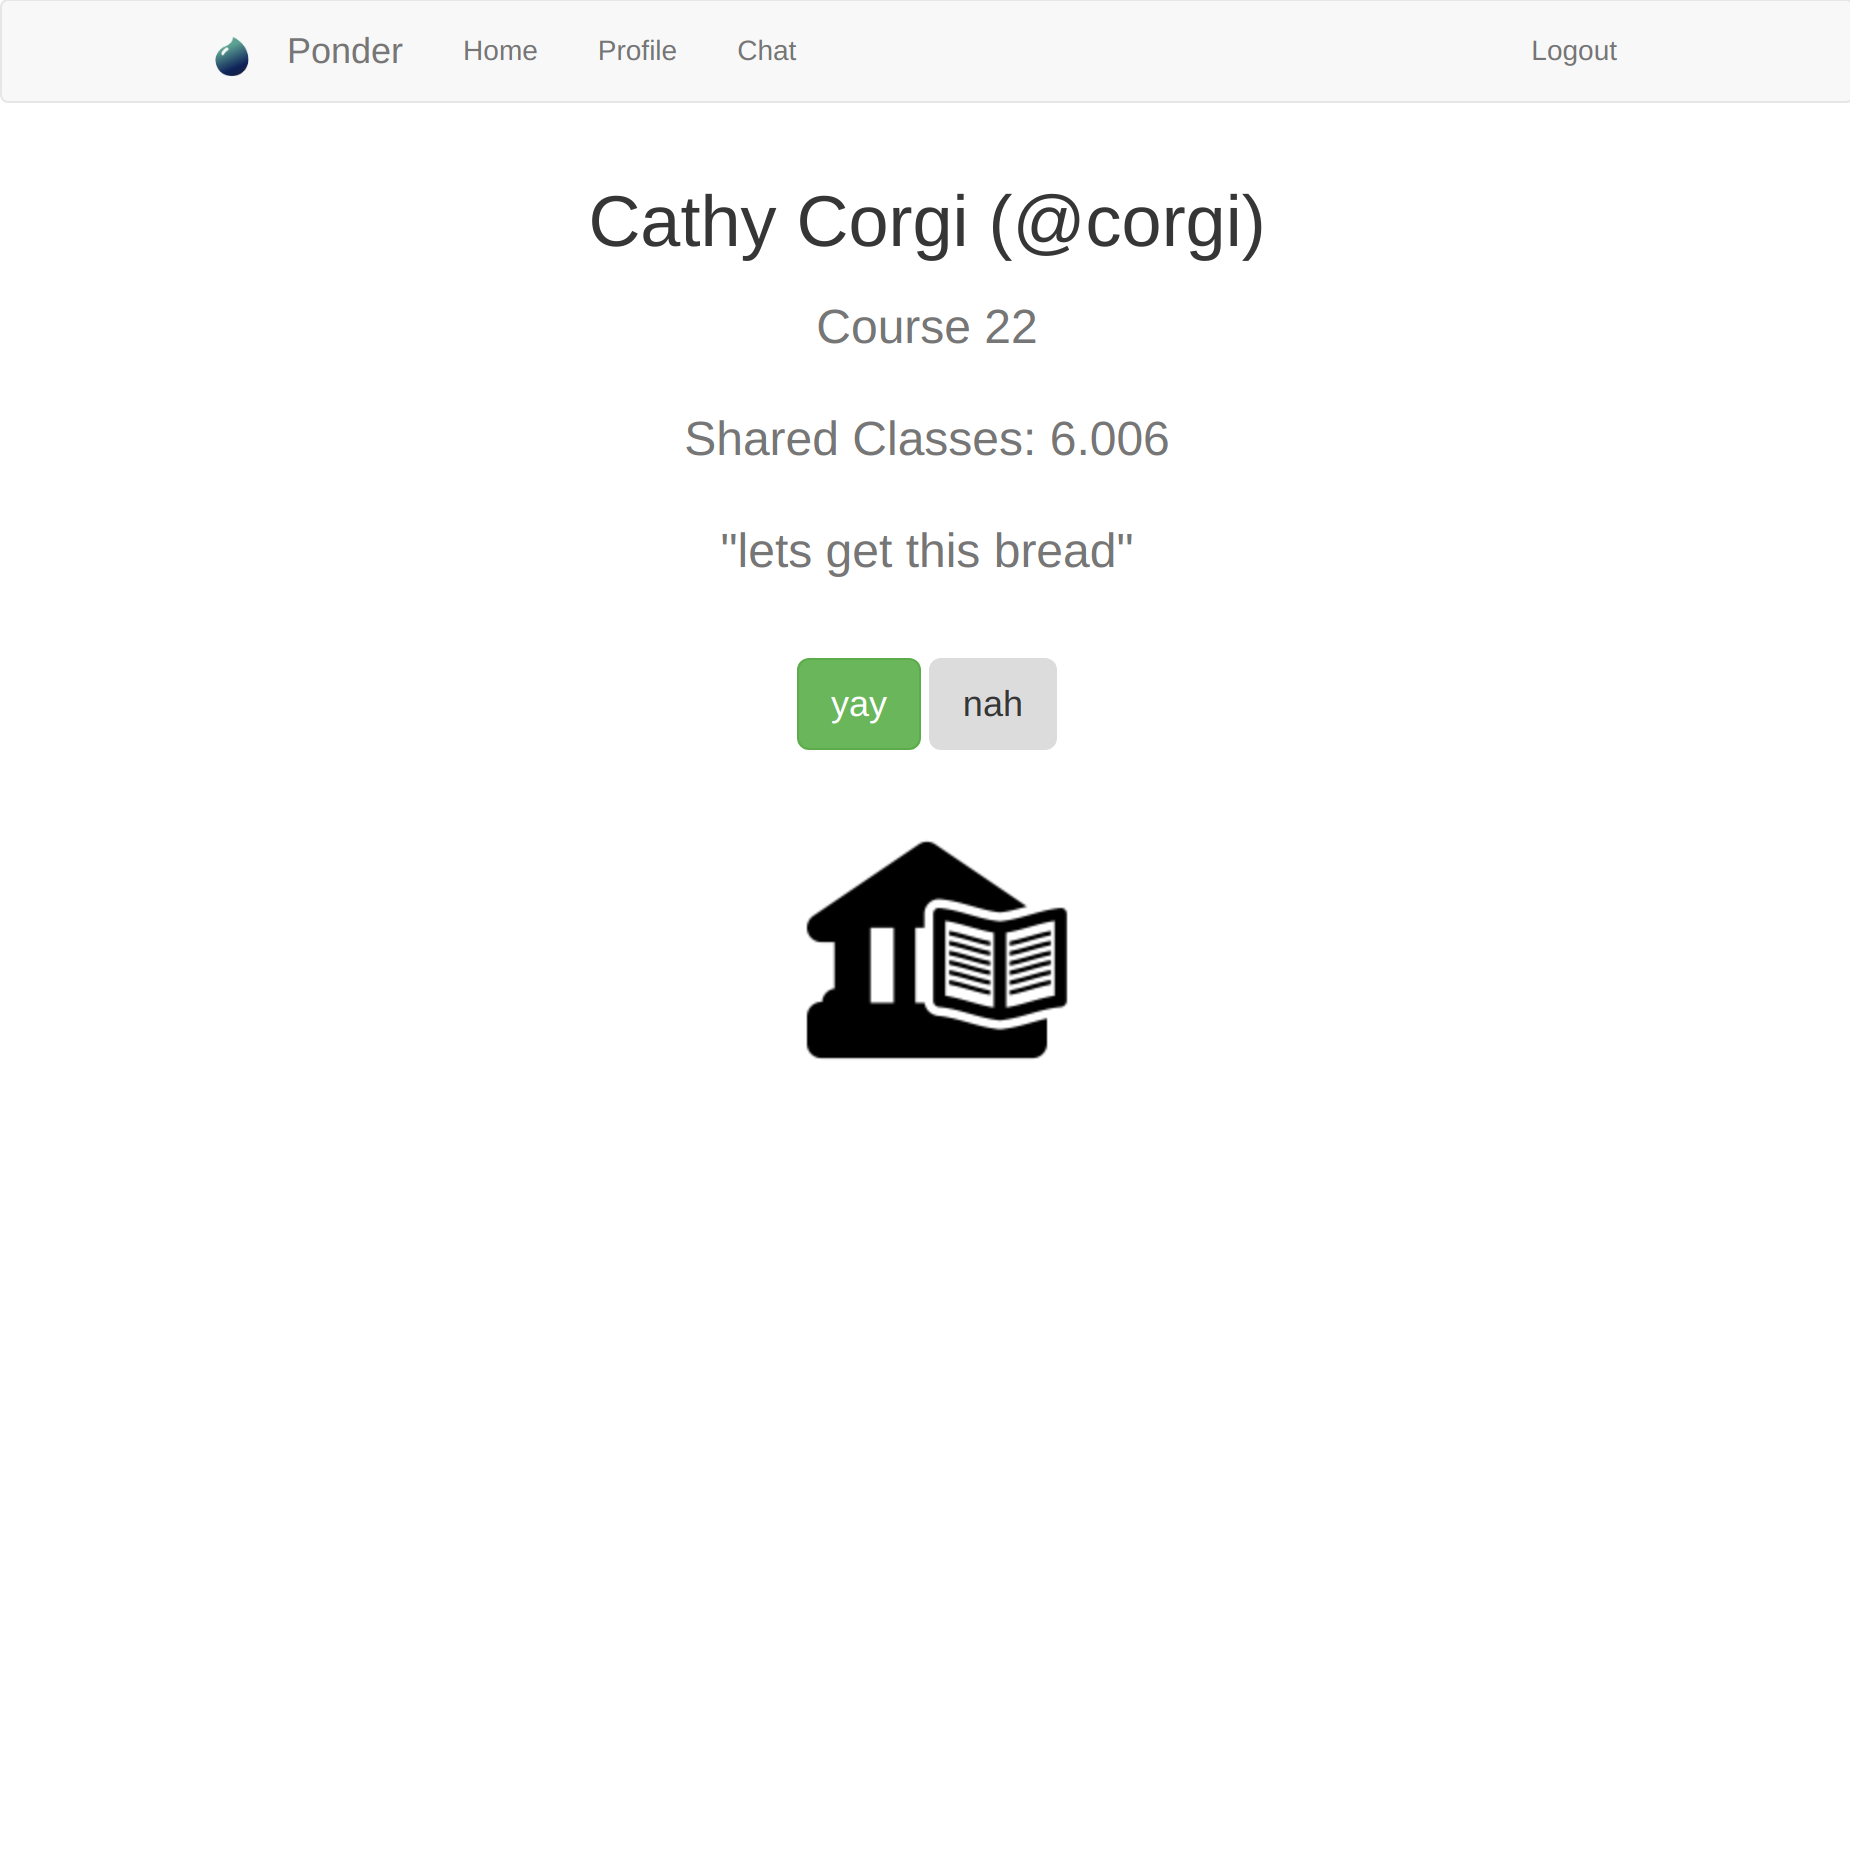 Ponder Home Profile Chat Logout
Cathy Corgi (@corgi)
Course 22
Shared Classes: 6.006
"lets get this bread"
yay nah